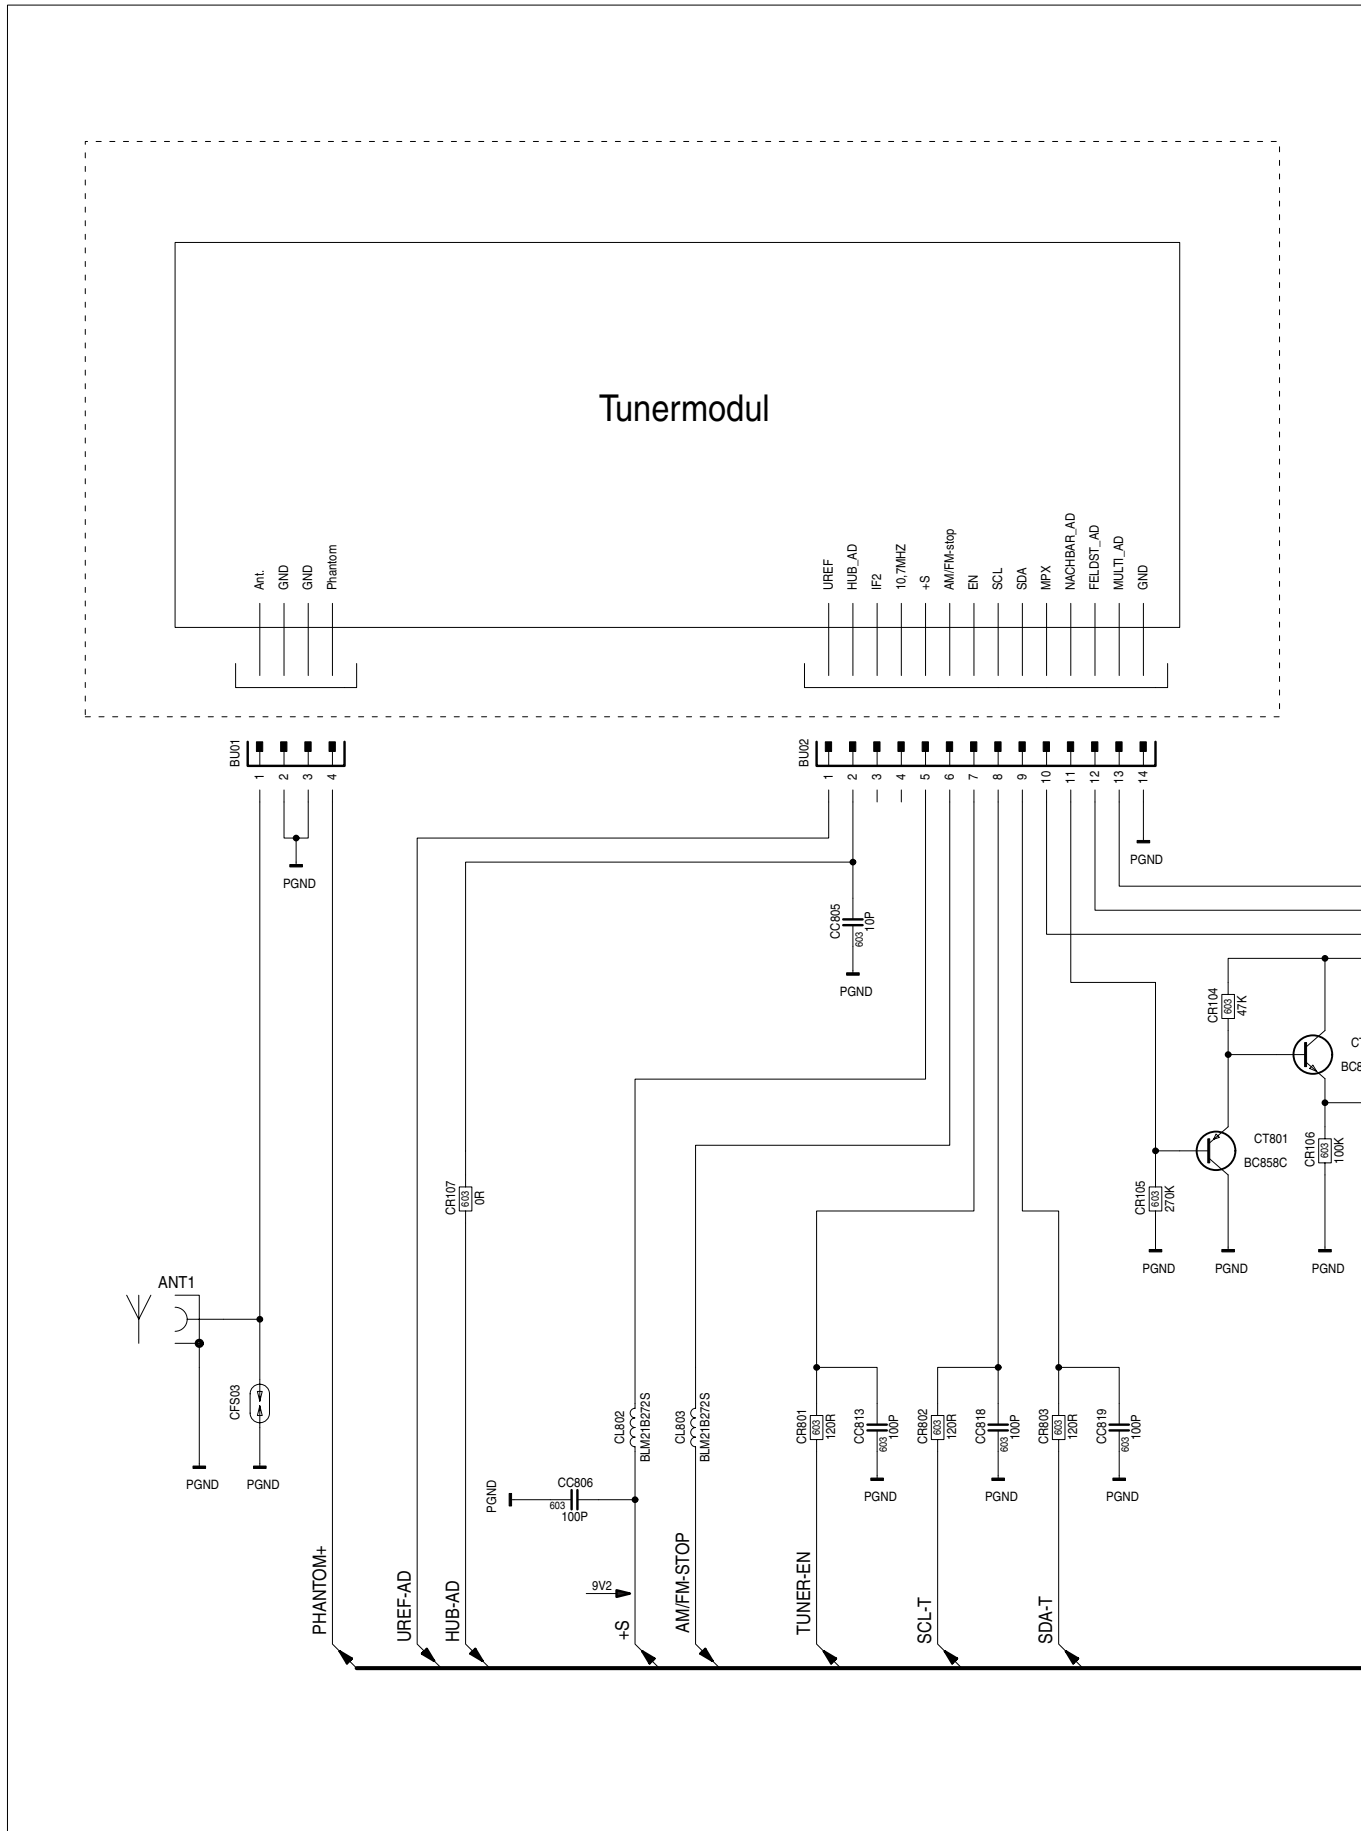 Tunermodul
Ant.
GND
GND
Phantom
UREF
HUB_AD
IF2
10,7MHZ
+S
AM/FM-stop
EN
SCL
SDA
MPX
NACHBAR_AD
FELDST_AD
MULTI_AD
GND
BU01
1
2
3
4
BU02
1
2
3
4
5
6
7
8
9
10
11
12
13
14
PGND
PGND
CC805
603
10P
PGND
CR104
603
47K
CT
BC8
CT801
BC858C
CR106
603
100K
CR105
603
270K
CR107
603
0R
PGND
PGND
PGND
ANT1
CFS03
PGND
PGND
CL802
BLM21B272S
CL803
BLM21B272S
CR801
603
120R
CC813
603
100P
CR802
603
120R
CC818
603
100P
CR803
603
120R
CC819
603
100P
PGND
PGND
PGND
PGND
CC806
603
100P
9V2
PHANTOM+
UREF-AD
HUB-AD
+S
AM/FM-STOP
TUNER-EN
SCL-T
SDA-T